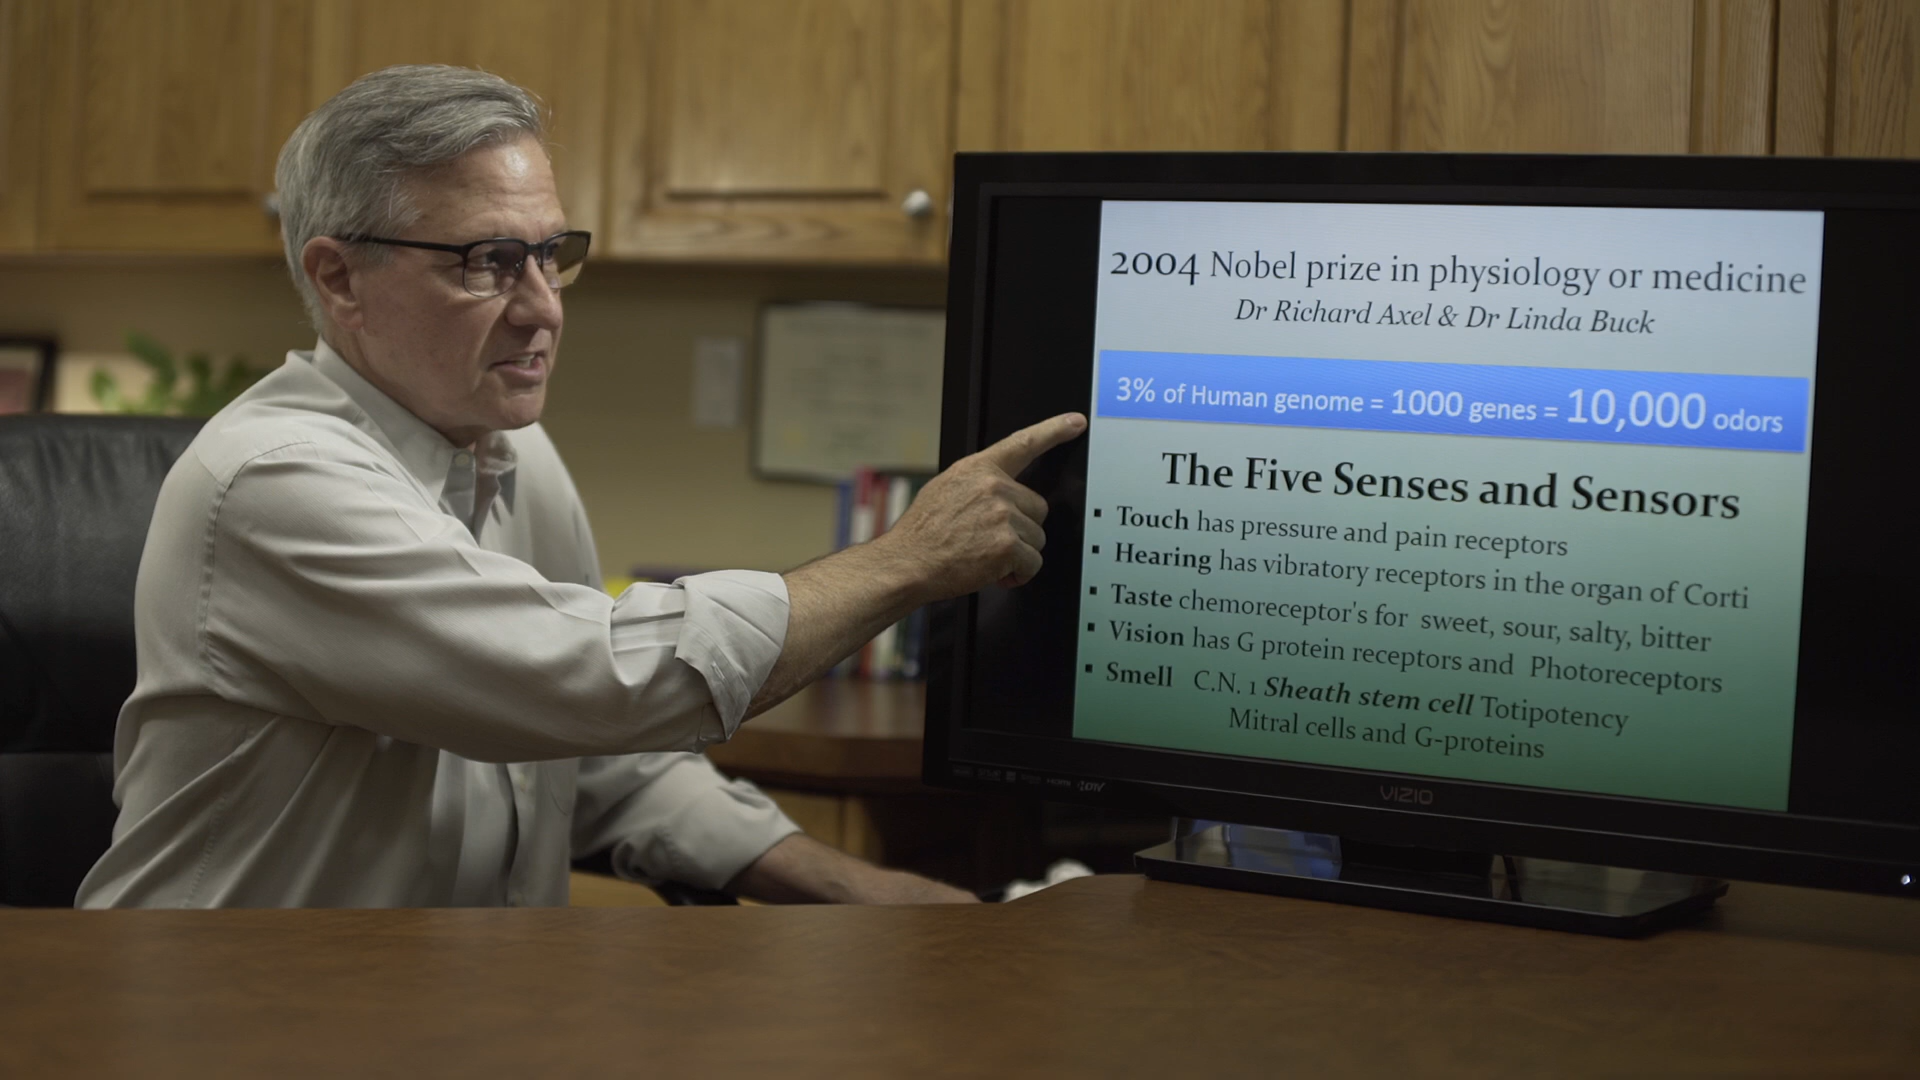 2004 Nobel prize in physiology or medicine
Dr Richard Axel & Dr Linda Buck
3% of Human genome = 1000 genes = 10,000 odors
The Five Senses and Sensors
▪ Touch has pressure and pain receptors
▪ Hearing has vibratory receptors in the organ of Corti
▪ Taste chemoreceptor's for sweet, sour, salty, bitter
▪ Vision has G protein receptors and Photoreceptors
▪ Smell C.N. 1 Sheath stem cell Totipotency
Mitral cells and G-proteins
VIZIO